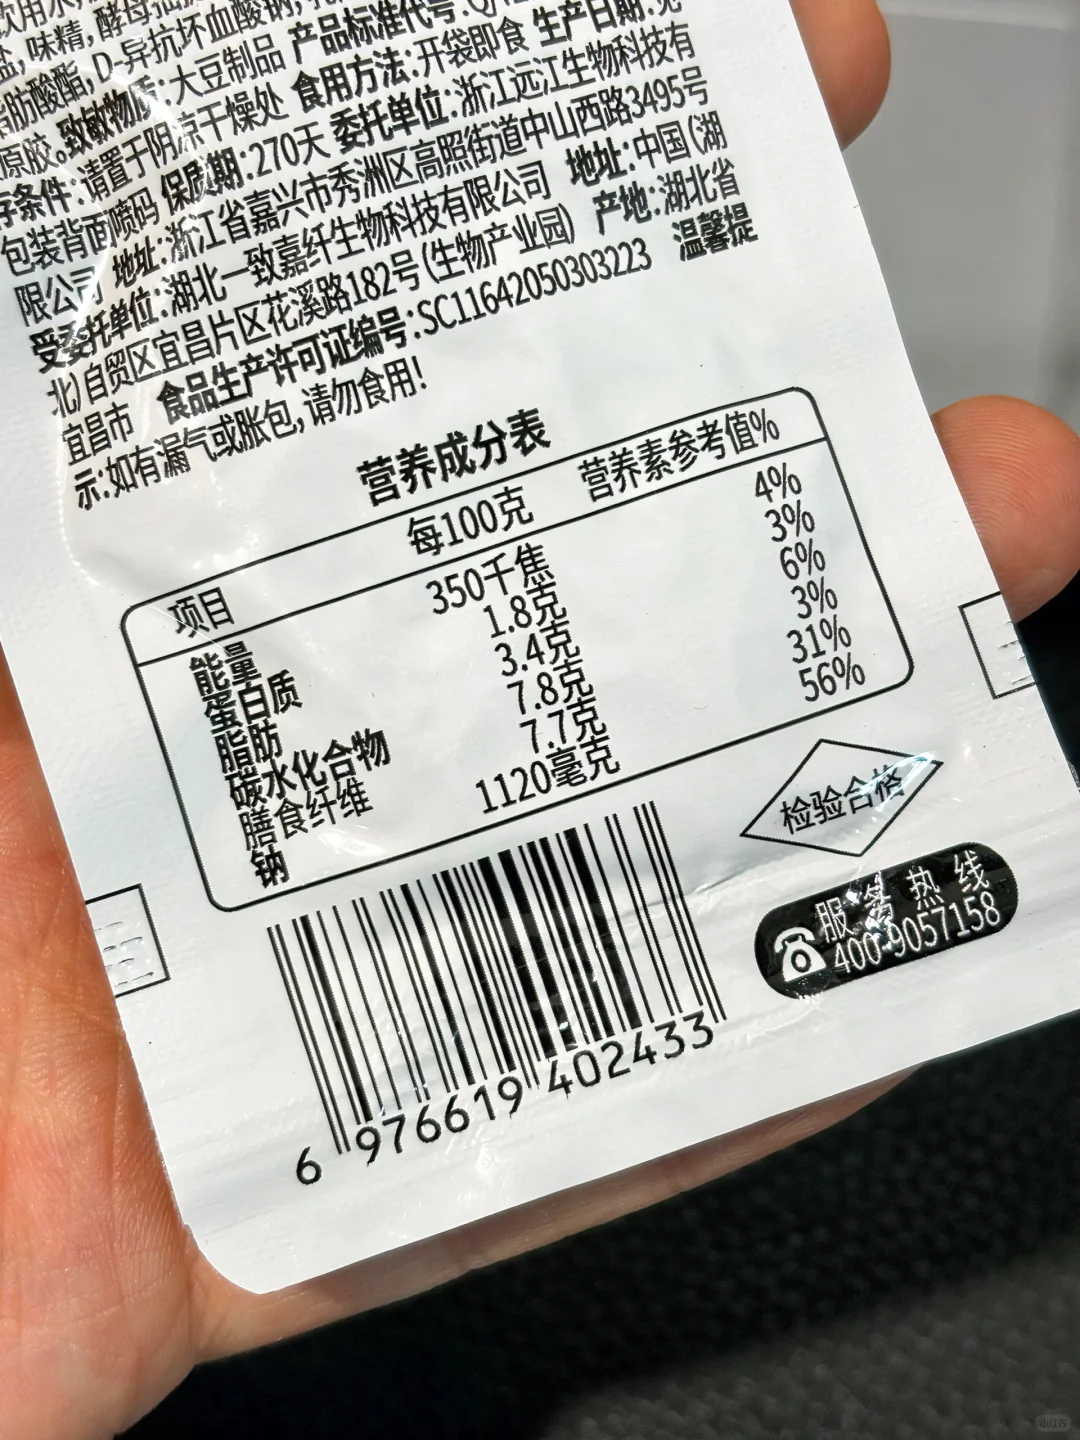 饮用水,
盐,味精,酵母抽提
脂肪酸酯,D-异抗坏血酸钠,
原胶。致敏物质:大豆制品 产品标准代号:Q/
存条件:请置于阴凉干燥处 食用方法:开袋即食 生产日期:见
包装背面喷码 保质期:270天 委托单位:浙江远江生物科技有
限公司 地址:浙江省嘉兴市秀洲区高照街道中山西路3495号
受委托单位:湖北一致嘉纤生物科技有限公司 地址:中国(湖
北)自贸区宜昌片区花溪路182号(生物产业园) 产地:湖北省
宜昌市 食品生产许可证编号:SC11642050303223 温馨提
示:如有漏气或胀包,请勿食用!
营养成分表
项目 每100克 营养素参考值%
能量 350千焦 4%
蛋白质 1.8克 3%
脂肪 3.4克 6%
碳水化合物 7.8克 3%
膳食纤维 7.7克 31%
钠 1120毫克 56%
检验合格
服务热线
400-9057158
6 976619 402433
小红书